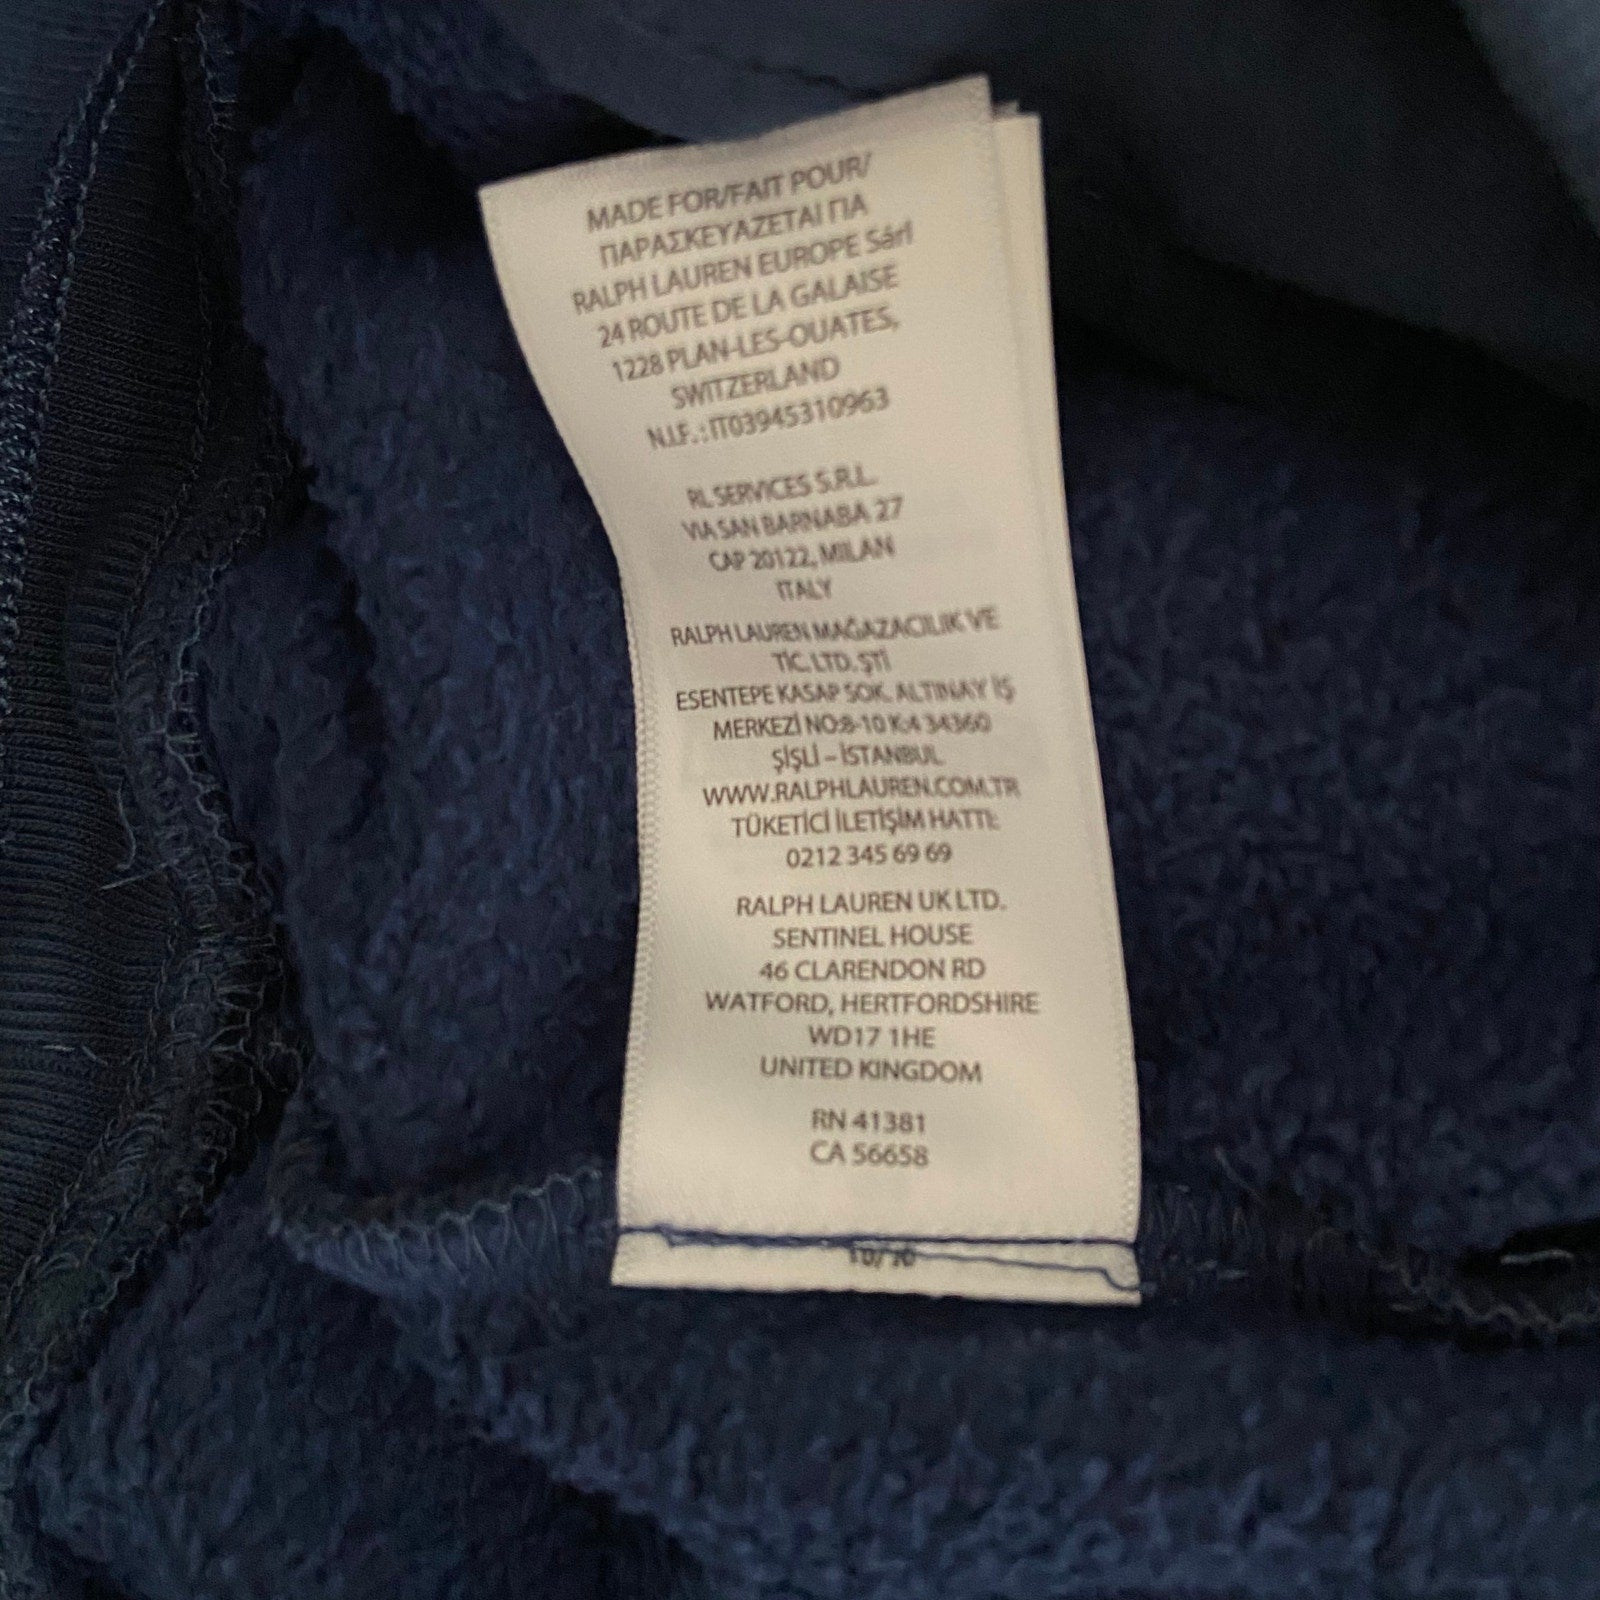 MADE FOR/FAIT POUR/
ΠΑΡΑΣΚΕΥΑΖΕΤΑΙ ΠΑ
RALPH LAUREN EUROPE Sárl
24 ROUTE DE LA GALAISE
1228 PLAN-LES-OUATES,
SWITZERLAND
N.I.F. : IT03945310963
RL SERVICES S.R.L.
VIA SAN BARNABA 27
CAP 20122, MILAN
ITALY
RALPH LAUREN MAĞAZACILIK VE
TİC. LTD. ŞTİ
ESENTEPE KASAP SOK. ALTINAY İŞ
MERKEZİ NO:8-10 K:4 34360
ŞİŞLİ – İSTANBUL
WWW.RALPHLAUREN.COM.TR
TÜKETİCİ İLETİŞİM HATTI:
0212 345 69 69
RALPH LAUREN UK LTD.
SENTINEL HOUSE
46 CLARENDON RD
WATFORD, HERTFORDSHIRE
WD17 1HE
UNITED KINGDOM
RN 41381
CA 56658